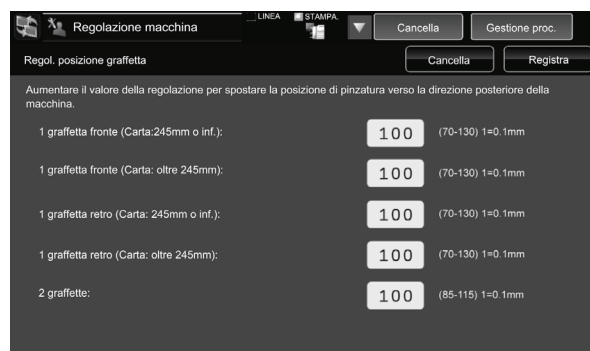 Regolazione macchina
LINEA
STAMPA.
Cancella
Gestione proc.
Regol. posizione graffetta
Cancella
Registra
Aumentare il valore della regolazione per spostare la posizione di pinzatura verso la direzione posteriore della
macchina.
1 graffetta fronte (Carta:245mm o inf.):
100
(70-130) 1=0.1mm
1 graffetta fronte (Carta: oltre 245mm):
100
(70-130) 1=0.1mm
1 graffetta retro (Carta: 245mm o inf.):
100
(70-130) 1=0.1mm
1 graffetta retro (Carta: oltre 245mm):
100
(70-130) 1=0.1mm
2 graffette:
100
(85-115) 1=0.1mm